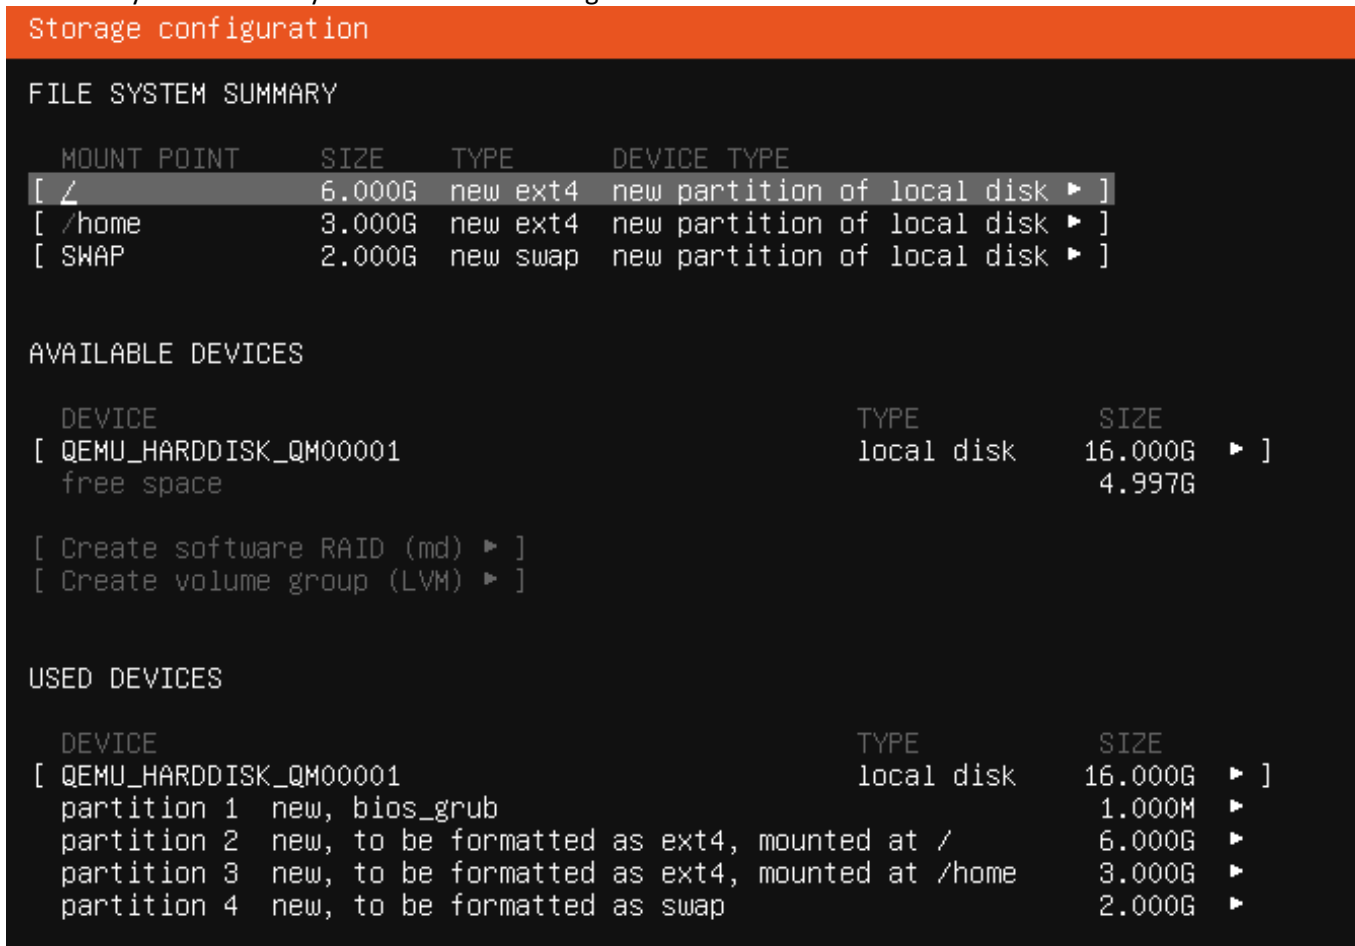 Storage configuration
FILE SYSTEM SUMMARY
MOUNT POINT SIZE TYPE DEVICE TYPE
[ / 6.000G new ext4 new partition of local disk ▸ ]
[ /home 3.000G new ext4 new partition of local disk ▸ ]
[ SWAP 2.000G new swap new partition of local disk ▸ ]
AVAILABLE DEVICES
DEVICE TYPE SIZE
[ QEMU_HARDDISK_QM00001 local disk 16.000G ▸ ]
free space 4.997G
[ Create software RAID (md) ▸ ]
[ Create volume group (LVM) ▸ ]
USED DEVICES
DEVICE TYPE SIZE
[ QEMU_HARDDISK_QM00001 local disk 16.000G ▸ ]
partition 1 new, bios_grub 1.000M ▸
partition 2 new, to be formatted as ext4, mounted at / 6.000G ▸
partition 3 new, to be formatted as ext4, mounted at /home 3.000G ▸
partition 4 new, to be formatted as swap 2.000G ▸